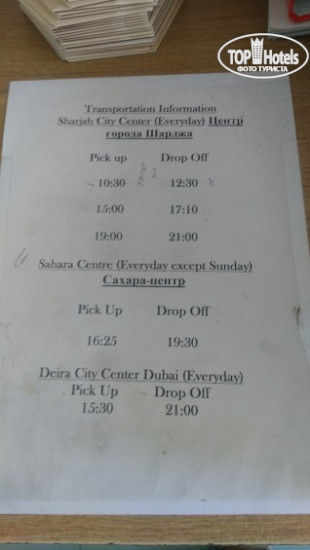 TOP Hotels
ФОТО ТУРИСТА
Transportation Information
Sharjah City Center (Everyday) Центр
города Шарджа
Pick up Drop Off
10:30 12:30
15:00 17:10
19:00 21:00
Sahara Centre (Everyday except Sunday)
Сахара-центр
Pick Up Drop Off
16:25 19:30
Deira City Center Dubai (Everyday)
Pick Up Drop Off
15:30 21:00